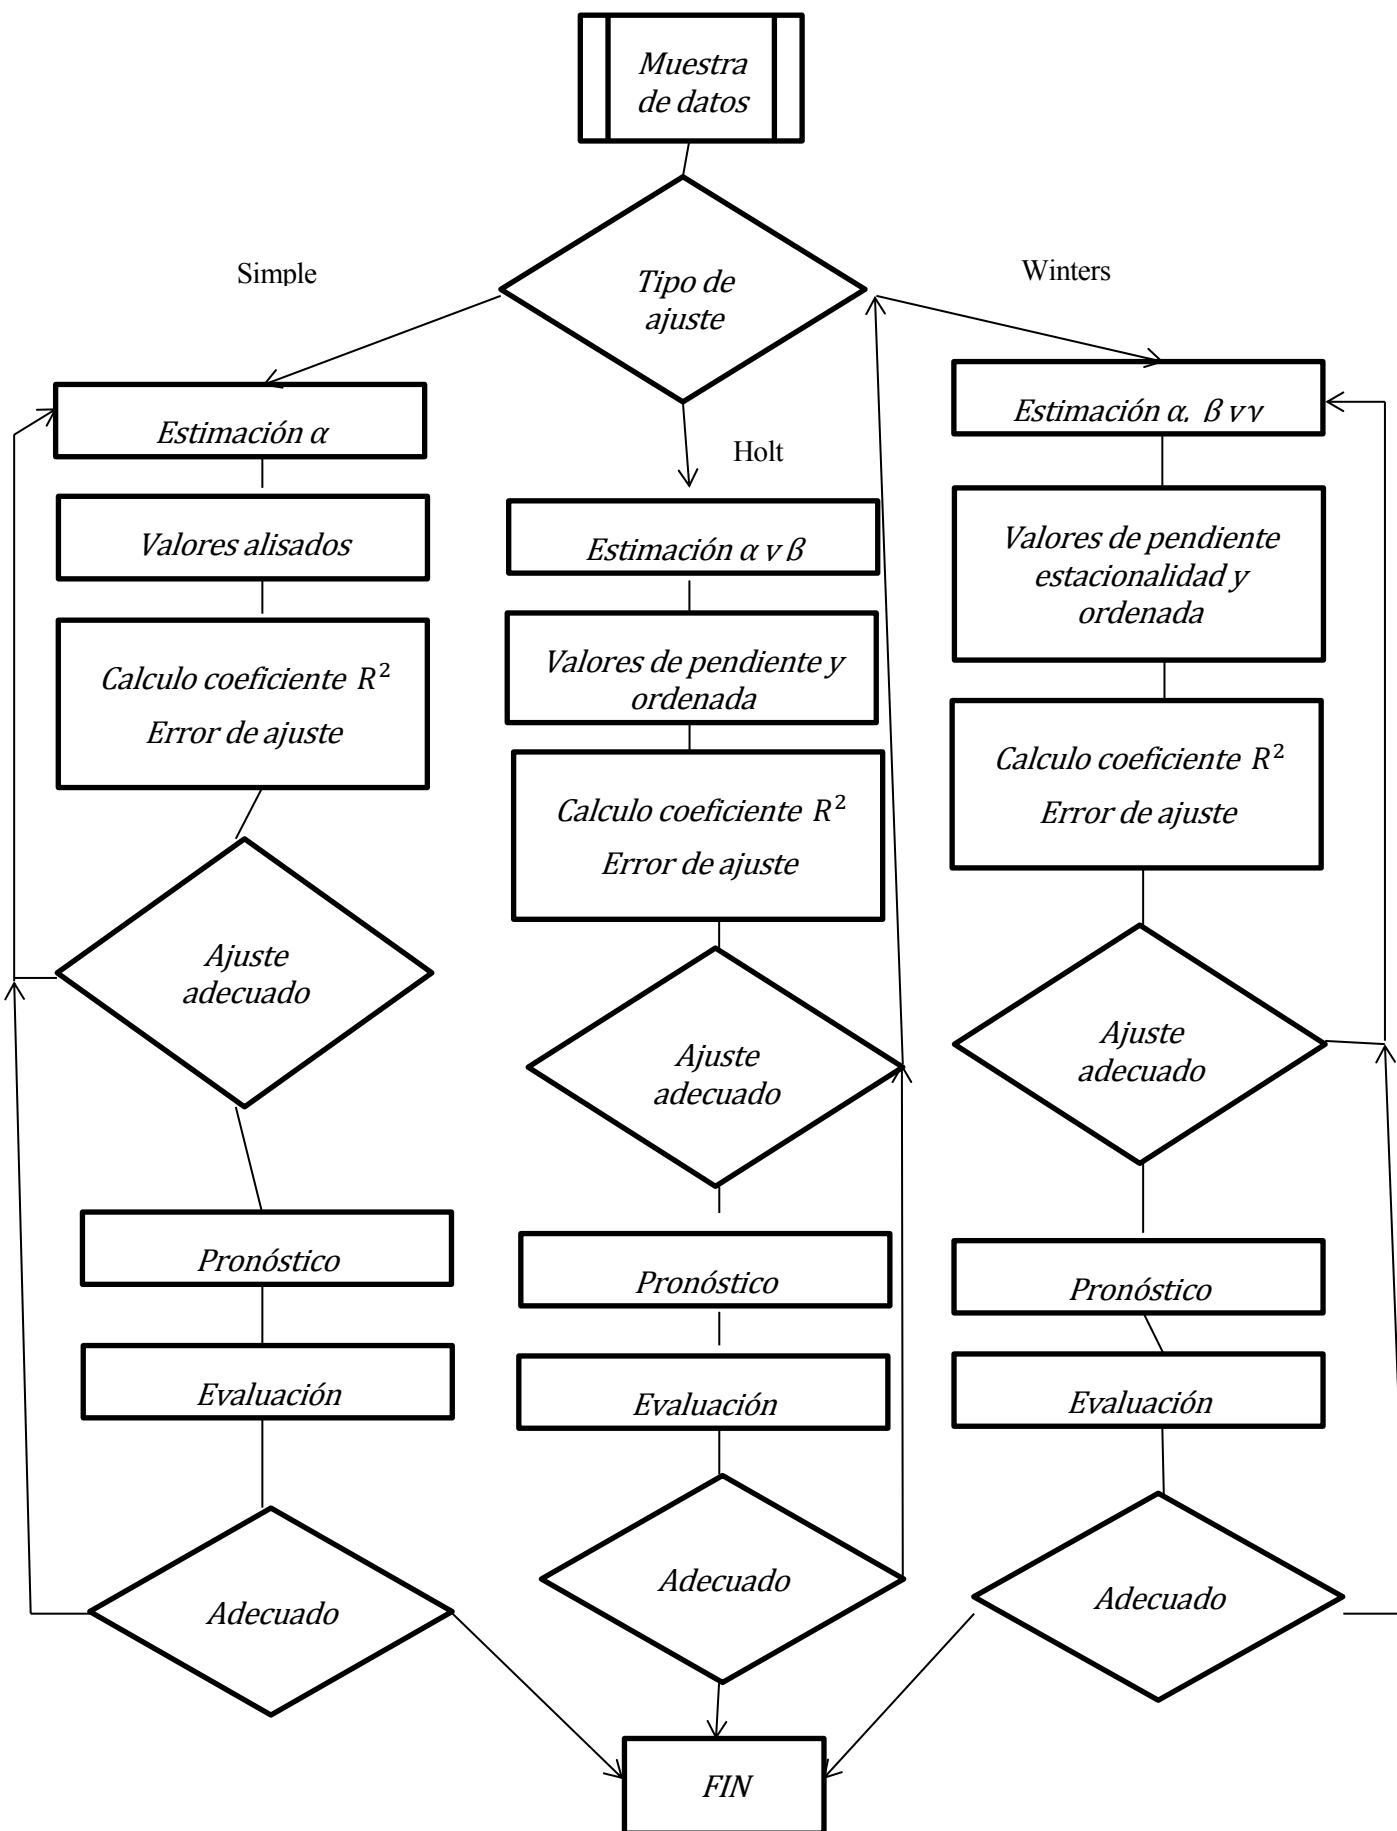 Muestra
de datos
Simple
Tipo de
ajuste
Winters
Holt
Estimación α
Valores alisados
Calculo coeficiente R²
Error de ajuste
Ajuste
adecuado
Pronóstico
Evaluación
Adecuado
Estimación α y β
Valores de pendiente y
ordenada
Calculo coeficiente R²
Error de ajuste
Ajuste
adecuado
Pronóstico
Evaluación
Adecuado
Estimación α, β y γ
Valores de pendiente
estacionalidad y
ordenada
Calculo coeficiente R²
Error de ajuste
Ajuste
adecuado
Pronóstico
Evaluación
Adecuado
FIN